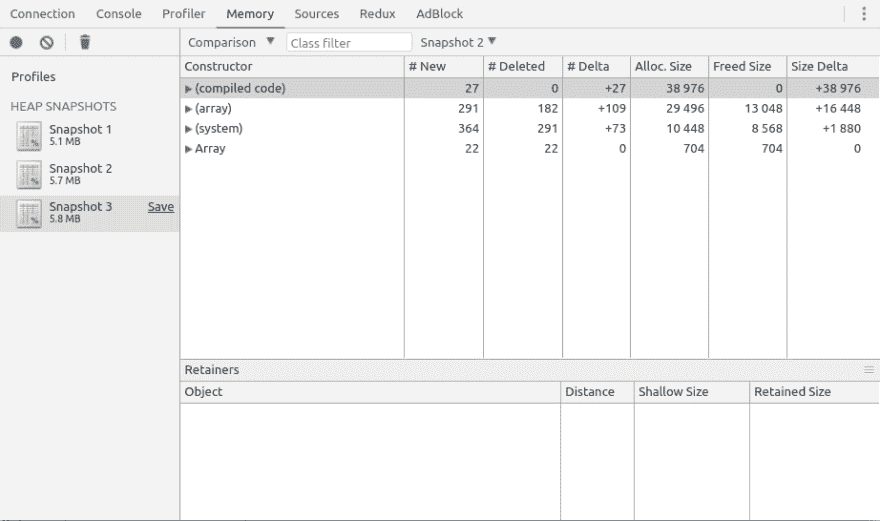 Connection Console Profiler Memory Sources Redux AdBlock
Comparison ▼ Class filter Snapshot 2 ▼
Profiles
HEAP SNAPSHOTS
Snapshot 1
5.1 MB
Snapshot 2
5.7 MB
Snapshot 3 Save
5.8 MB
Constructor # New # Deleted # Delta Alloc. Size Freed Size Size Delta
(compiled code) 27 0 +27 38 976 0 +38 976
(array) 291 182 +109 29 496 13 048 +16 448
(system) 364 291 +73 10 448 8 568 +1 880
Array 22 22 0 704 704 0
Retainers
Object Distance Shallow Size Retained Size